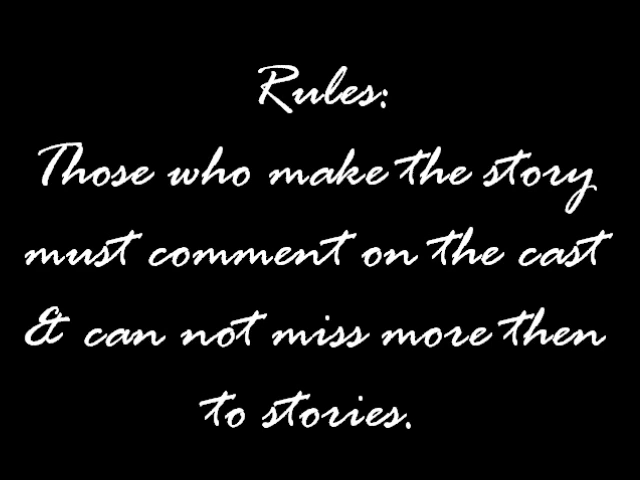 Rules:
Those who make the story
must comment on the cast
& can not miss more then
to stories.